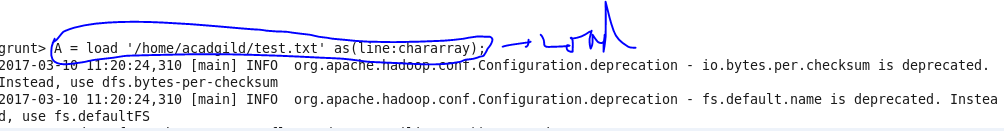 grunt> A = load '/home/acadgild/test.txt' as(line:chararray);
2017-03-10 11:20:24,310 [main] INFO  org.apache.hadoop.conf.Configuration.deprecation - io.bytes.per.checksum is deprecated.
Instead, use dfs.bytes-per-checksum
2017-03-10 11:20:24,310 [main] INFO  org.apache.hadoop.conf.Configuration.deprecation - fs.default.name is deprecated. Instea
d, use fs.defaultFS